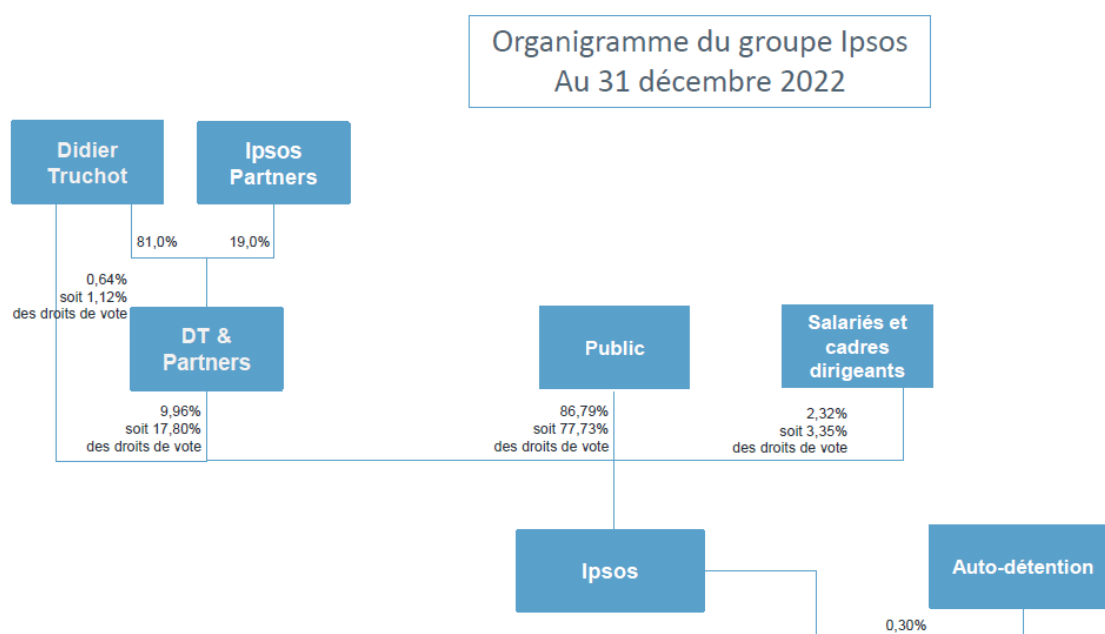 Organigramme du groupe Ipsos
Au 31 décembre 2022
Didier
Truchot
Ipsos
Partners
81,0%
19,0%
0,64%
soit 1,12%
des droits de vote
DT &
Partners
Public
Salariés et
cadres
dirigeants
9,96%
soit 17,80%
des droits de vote
86,79%
soit 77,73%
des droits de vote
2,32%
soit 3,35%
des droits de vote
Ipsos
Auto-détention
0,30%